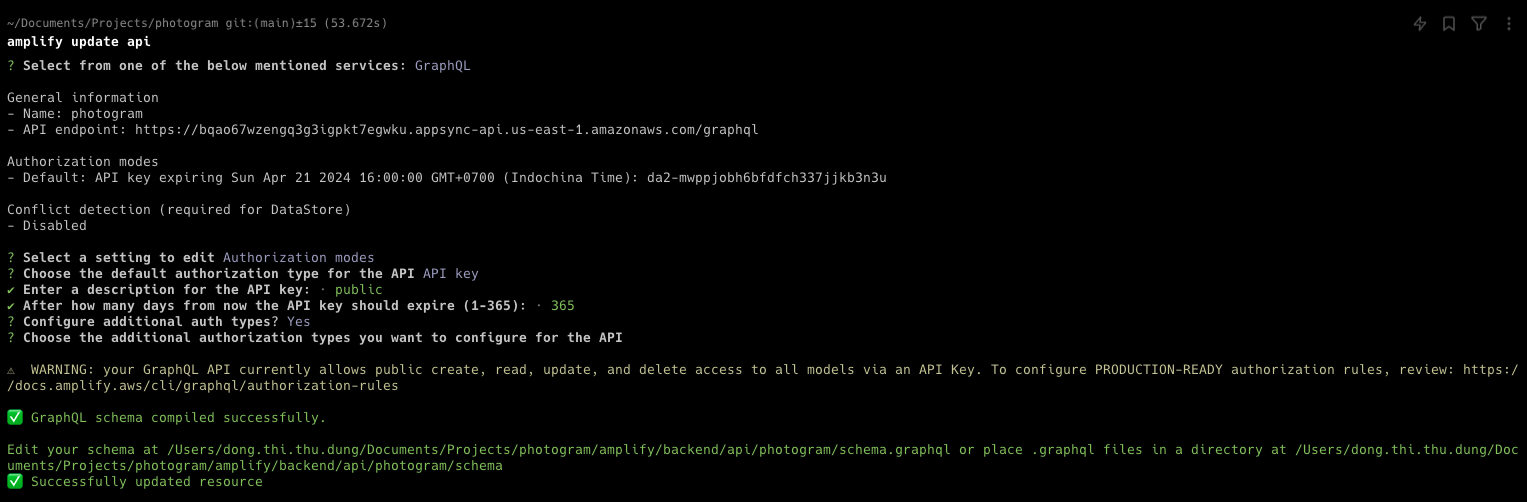 ~/Documents/Projects/photogram git:(main)±15 (53.672s)
amplify update api
? Select from one of the below mentioned services: GraphQL
General information
- Name: photogram
- API endpoint: https://bqao67wzengq3g3igpkt7egwku.appsync-api.us-east-1.amazonaws.com/graphql
Authorization modes
- Default: API key expiring Sun Apr 21 2024 16:00:00 GMT+0700 (Indochina Time): da2-mwppjobh6bfdfch337jjkb3n3u
Conflict detection (required for DataStore)
- Disabled
? Select a setting to edit Authorization modes
? Choose the default authorization type for the API API key
✔ Enter a description for the API key: · public
✔ After how many days from now the API key should expire (1-365): · 365
? Configure additional auth types? Yes
? Choose the additional authorization types you want to configure for the API
⚠ WARNING: your GraphQL API currently allows public create, read, update, and delete access to all models via an API Key. To configure PRODUCTION-READY authorization rules, review: https:/
/docs.amplify.aws/cli/graphql/authorization-rules
✅ GraphQL schema compiled successfully.
Edit your schema at /Users/dong.thi.thu.dung/Documents/Projects/photogram/amplify/backend/api/photogram/schema.graphql or place .graphql files in a directory at /Users/dong.thi.thu.dung/Doc
uments/Projects/photogram/amplify/backend/api/photogram/schema
✅ Successfully updated resource